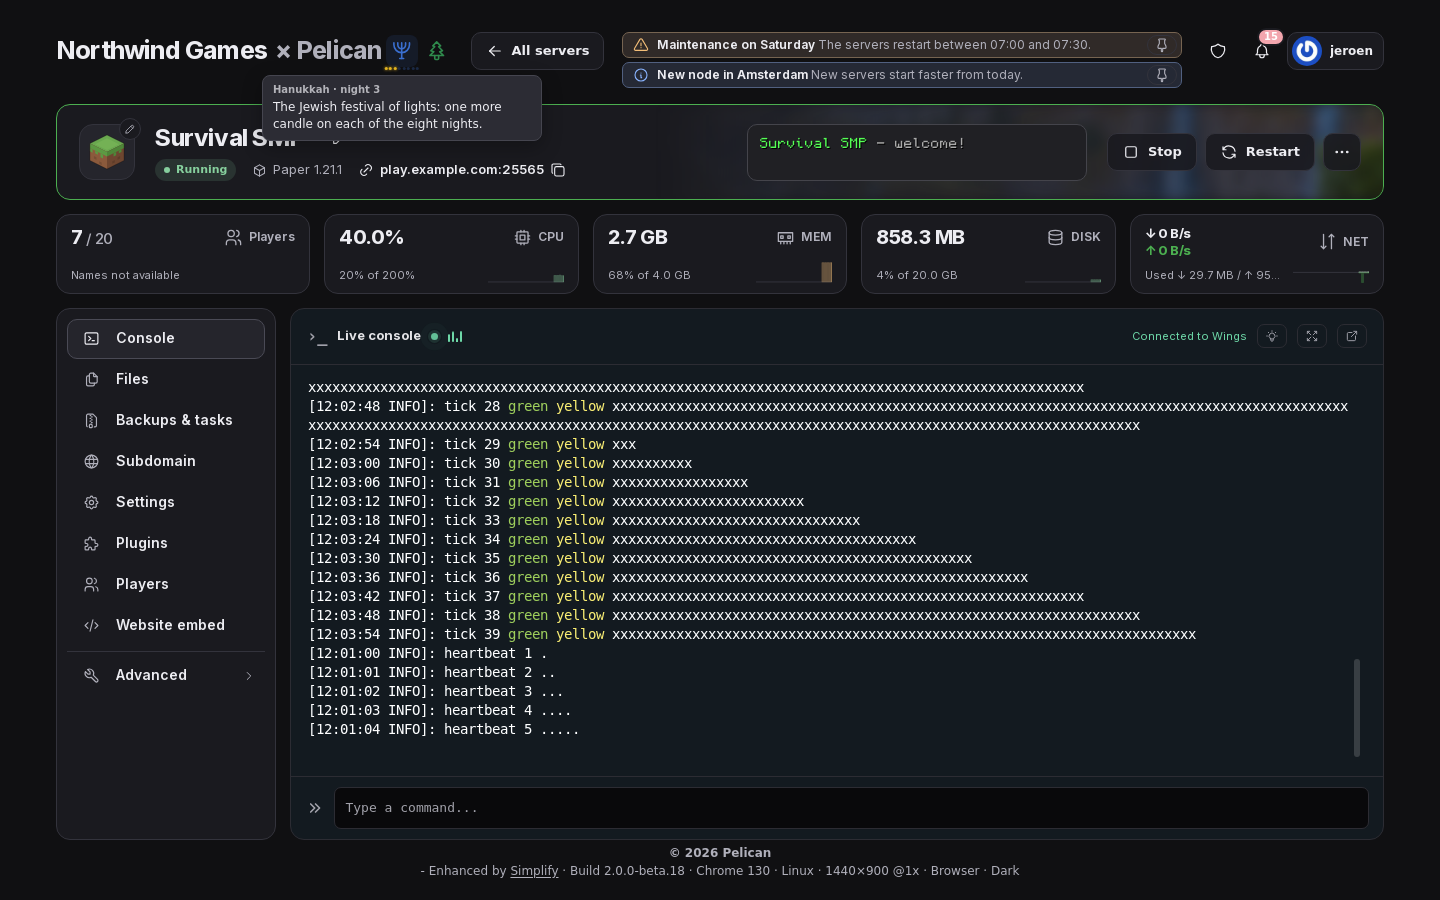 Northwind Games × Pelican
All servers
Maintenance on Saturday The servers restart between 07:00 and 07:30.
New node in Amsterdam New servers start faster from today.
15
jeroen
Hanukkah · night 3
The Jewish festival of lights: one more
candle on each of the eight nights.
Survival
Running
Paper 1.21.1
play.example.com:25565
Survival SMP - welcome!
Stop
Restart
7 / 20
Players
Names not available
40.0%
CPU
20% of 200%
2.7 GB
MEM
68% of 4.0 GB
858.3 MB
DISK
4% of 20.0 GB
↓ 0 B/s
↑ 0 B/s
NET
Used ↓ 29.7 MB / ↑ 95...
Console
Files
Backups & tasks
Subdomain
Settings
Plugins
Players
Website embed
Advanced
Live console
Connected to Wings
xxxxxxxxxxxxxxxxxxxxxxxxxxxxxxxxxxxxxxxxxxxxxxxxxxxxxxxxxxxxxxxxxxxxxxxxxxxxxxxxxxxxxxxxxxxxxxxxx
[12:02:48 INFO]: tick 28 green yellow xxxxxxxxxxxxxxxxxxxxxxxxxxxxxxxxxxxxxxxxxxxxxxxxxxxxxxxxxxxxxxxxxxxxxxxxxxxxxxxxxxxxxxxxxxxx
xxxxxxxxxxxxxxxxxxxxxxxxxxxxxxxxxxxxxxxxxxxxxxxxxxxxxxxxxxxxxxxxxxxxxxxxxxxxxxxxxxxxxxxxxxxxxxxxxxxxxxxx
[12:02:54 INFO]: tick 29 green yellow xxx
[12:03:00 INFO]: tick 30 green yellow xxxxxxxxxx
[12:03:06 INFO]: tick 31 green yellow xxxxxxxxxxxxxxxxx
[12:03:12 INFO]: tick 32 green yellow xxxxxxxxxxxxxxxxxxxxxxxx
[12:03:18 INFO]: tick 33 green yellow xxxxxxxxxxxxxxxxxxxxxxxxxxxxxxx
[12:03:24 INFO]: tick 34 green yellow xxxxxxxxxxxxxxxxxxxxxxxxxxxxxxxxxxxxxx
[12:03:30 INFO]: tick 35 green yellow xxxxxxxxxxxxxxxxxxxxxxxxxxxxxxxxxxxxxxxxxxxxx
[12:03:36 INFO]: tick 36 green yellow xxxxxxxxxxxxxxxxxxxxxxxxxxxxxxxxxxxxxxxxxxxxxxxxxxxx
[12:03:42 INFO]: tick 37 green yellow xxxxxxxxxxxxxxxxxxxxxxxxxxxxxxxxxxxxxxxxxxxxxxxxxxxxxxxxxxx
[12:03:48 INFO]: tick 38 green yellow xxxxxxxxxxxxxxxxxxxxxxxxxxxxxxxxxxxxxxxxxxxxxxxxxxxxxxxxxxxxxxxxxx
[12:03:54 INFO]: tick 39 green yellow xxxxxxxxxxxxxxxxxxxxxxxxxxxxxxxxxxxxxxxxxxxxxxxxxxxxxxxxxxxxxxxxxxxxxxxxx
[12:01:00 INFO]: heartbeat 1 .
[12:01:01 INFO]: heartbeat 2 ..
[12:01:02 INFO]: heartbeat 3 ...
[12:01:03 INFO]: heartbeat 4 ....
[12:01:04 INFO]: heartbeat 5 .....
Type a command...
© 2026 Pelican
- Enhanced by Simplify · Build 2.0.0-beta.18 · Chrome 130 · Linux · 1440×900 @1x · Browser · Dark